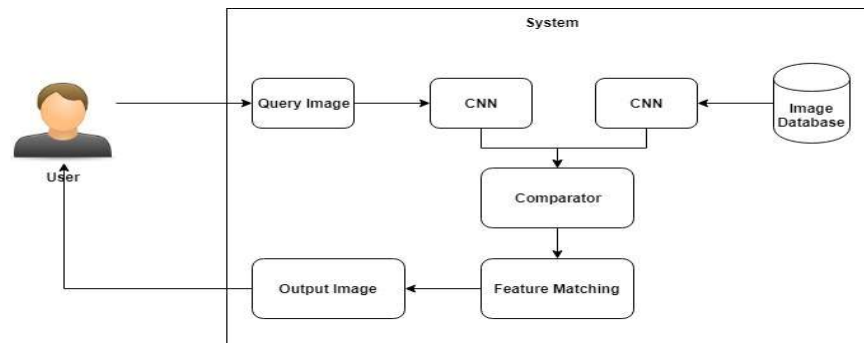 System
Query Image
CNN
CNN
Image
Database
User
Comparator
Output Image
Feature Matching